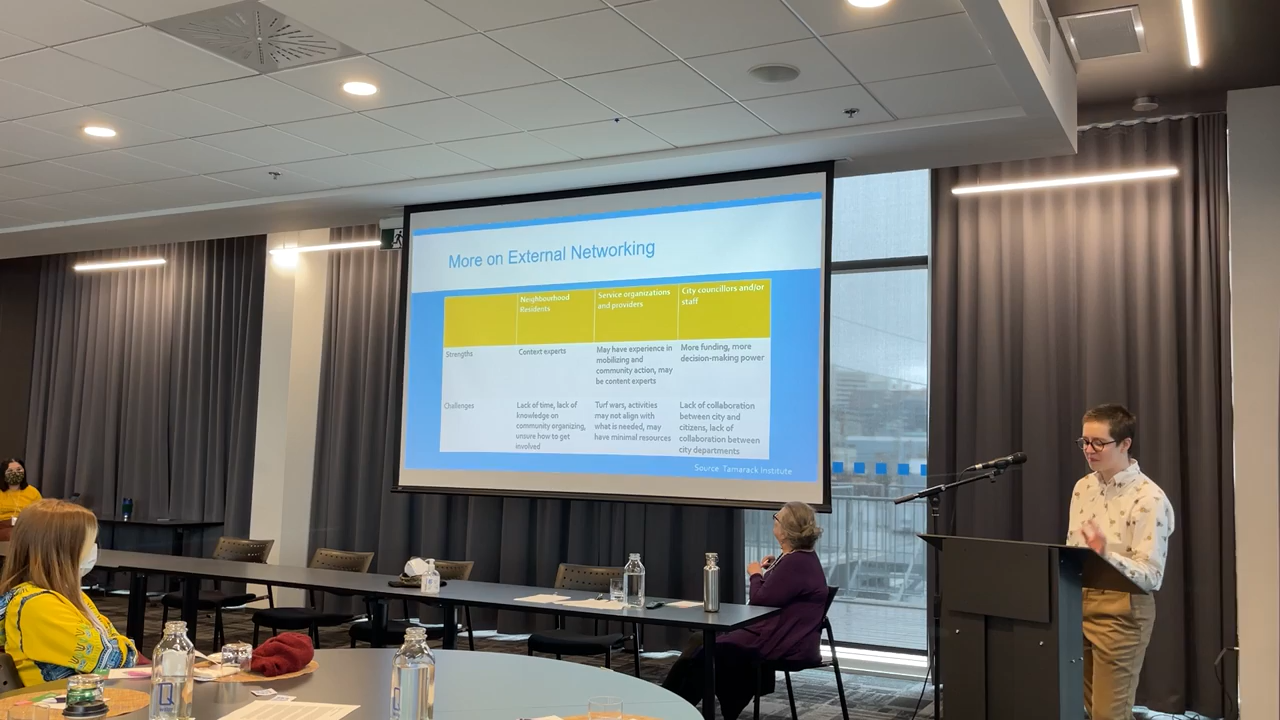 More on External Networking
Neighbourhood
Residents
Service organizations
and providers
City councillors and/or
staff
Strengths
Context experts
May have experience in
mobilizing and
community action, may
be content experts
More funding, more
decision-making power
Challenges
Lack of time, lack of
knowledge on
community organizing,
unsure how to get
involved
Turf wars, activities
may not align with
what is needed, may
have minimal resources
Lack of collaboration
between city and
citizens, lack of
collaboration between
city departments
Source: Tamarack Institute
Q